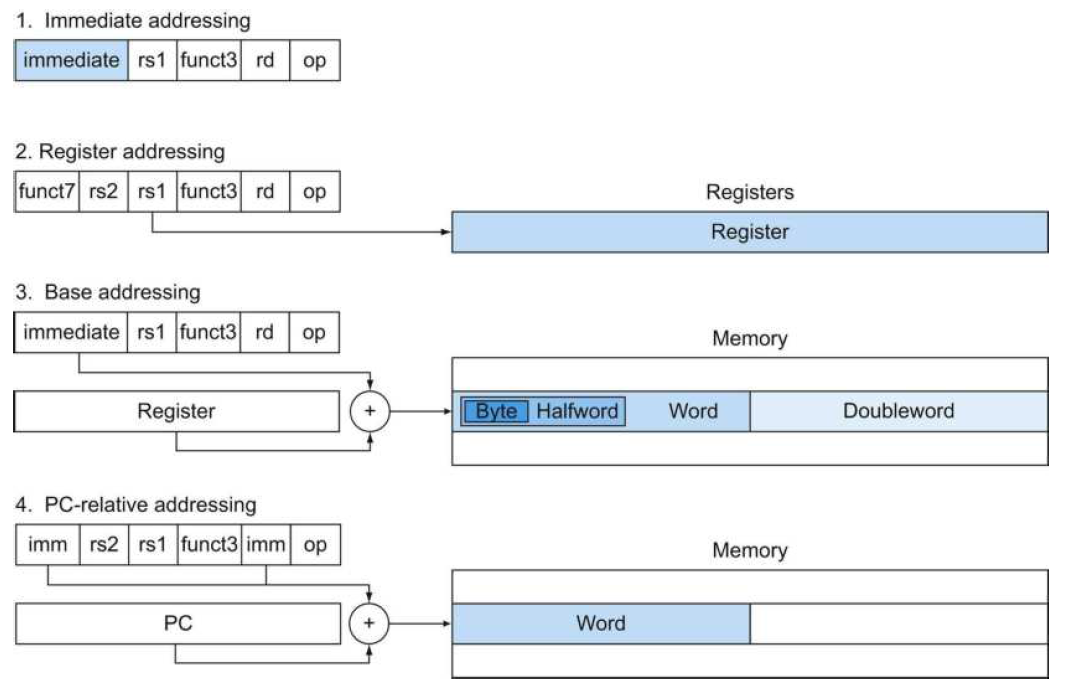 1. Immediate addressing
immediate rs1 funct3 rd op
2. Register addressing
funct7 rs2 rs1 funct3 rd op
Registers
Register
3. Base addressing
immediate rs1 funct3 rd op
Memory
Register + Byte Halfword Word Doubleword
4. PC-relative addressing
imm rs2 rs1 funct3 imm op
Memory
PC + Word